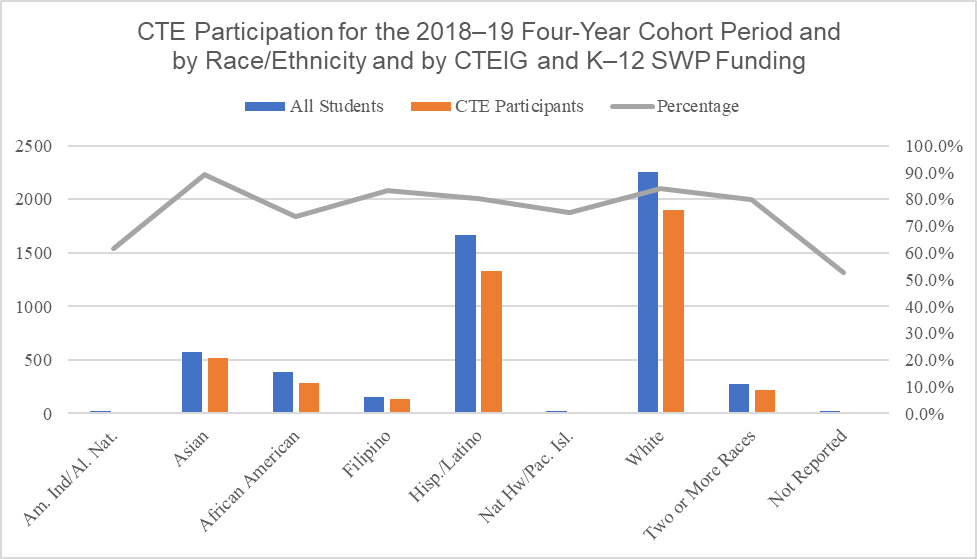 CTE Participation for the 2018–19 Four-Year Cohort Period and
by Race/Ethnicity and by CTEIG and K–12 SWP Funding
All Students CTE Participants Percentage
2500
2000
1500
1000
500
0
100.0%
90.0%
80.0%
70.0%
60.0%
50.0%
40.0%
30.0%
20.0%
10.0%
0.0%
Am. Ind/Al. Nat.
Asian
African American
Filipino
Hisp./Latino
Nat Hw/Pac. Isl.
White
Two or More Races
Not Reported